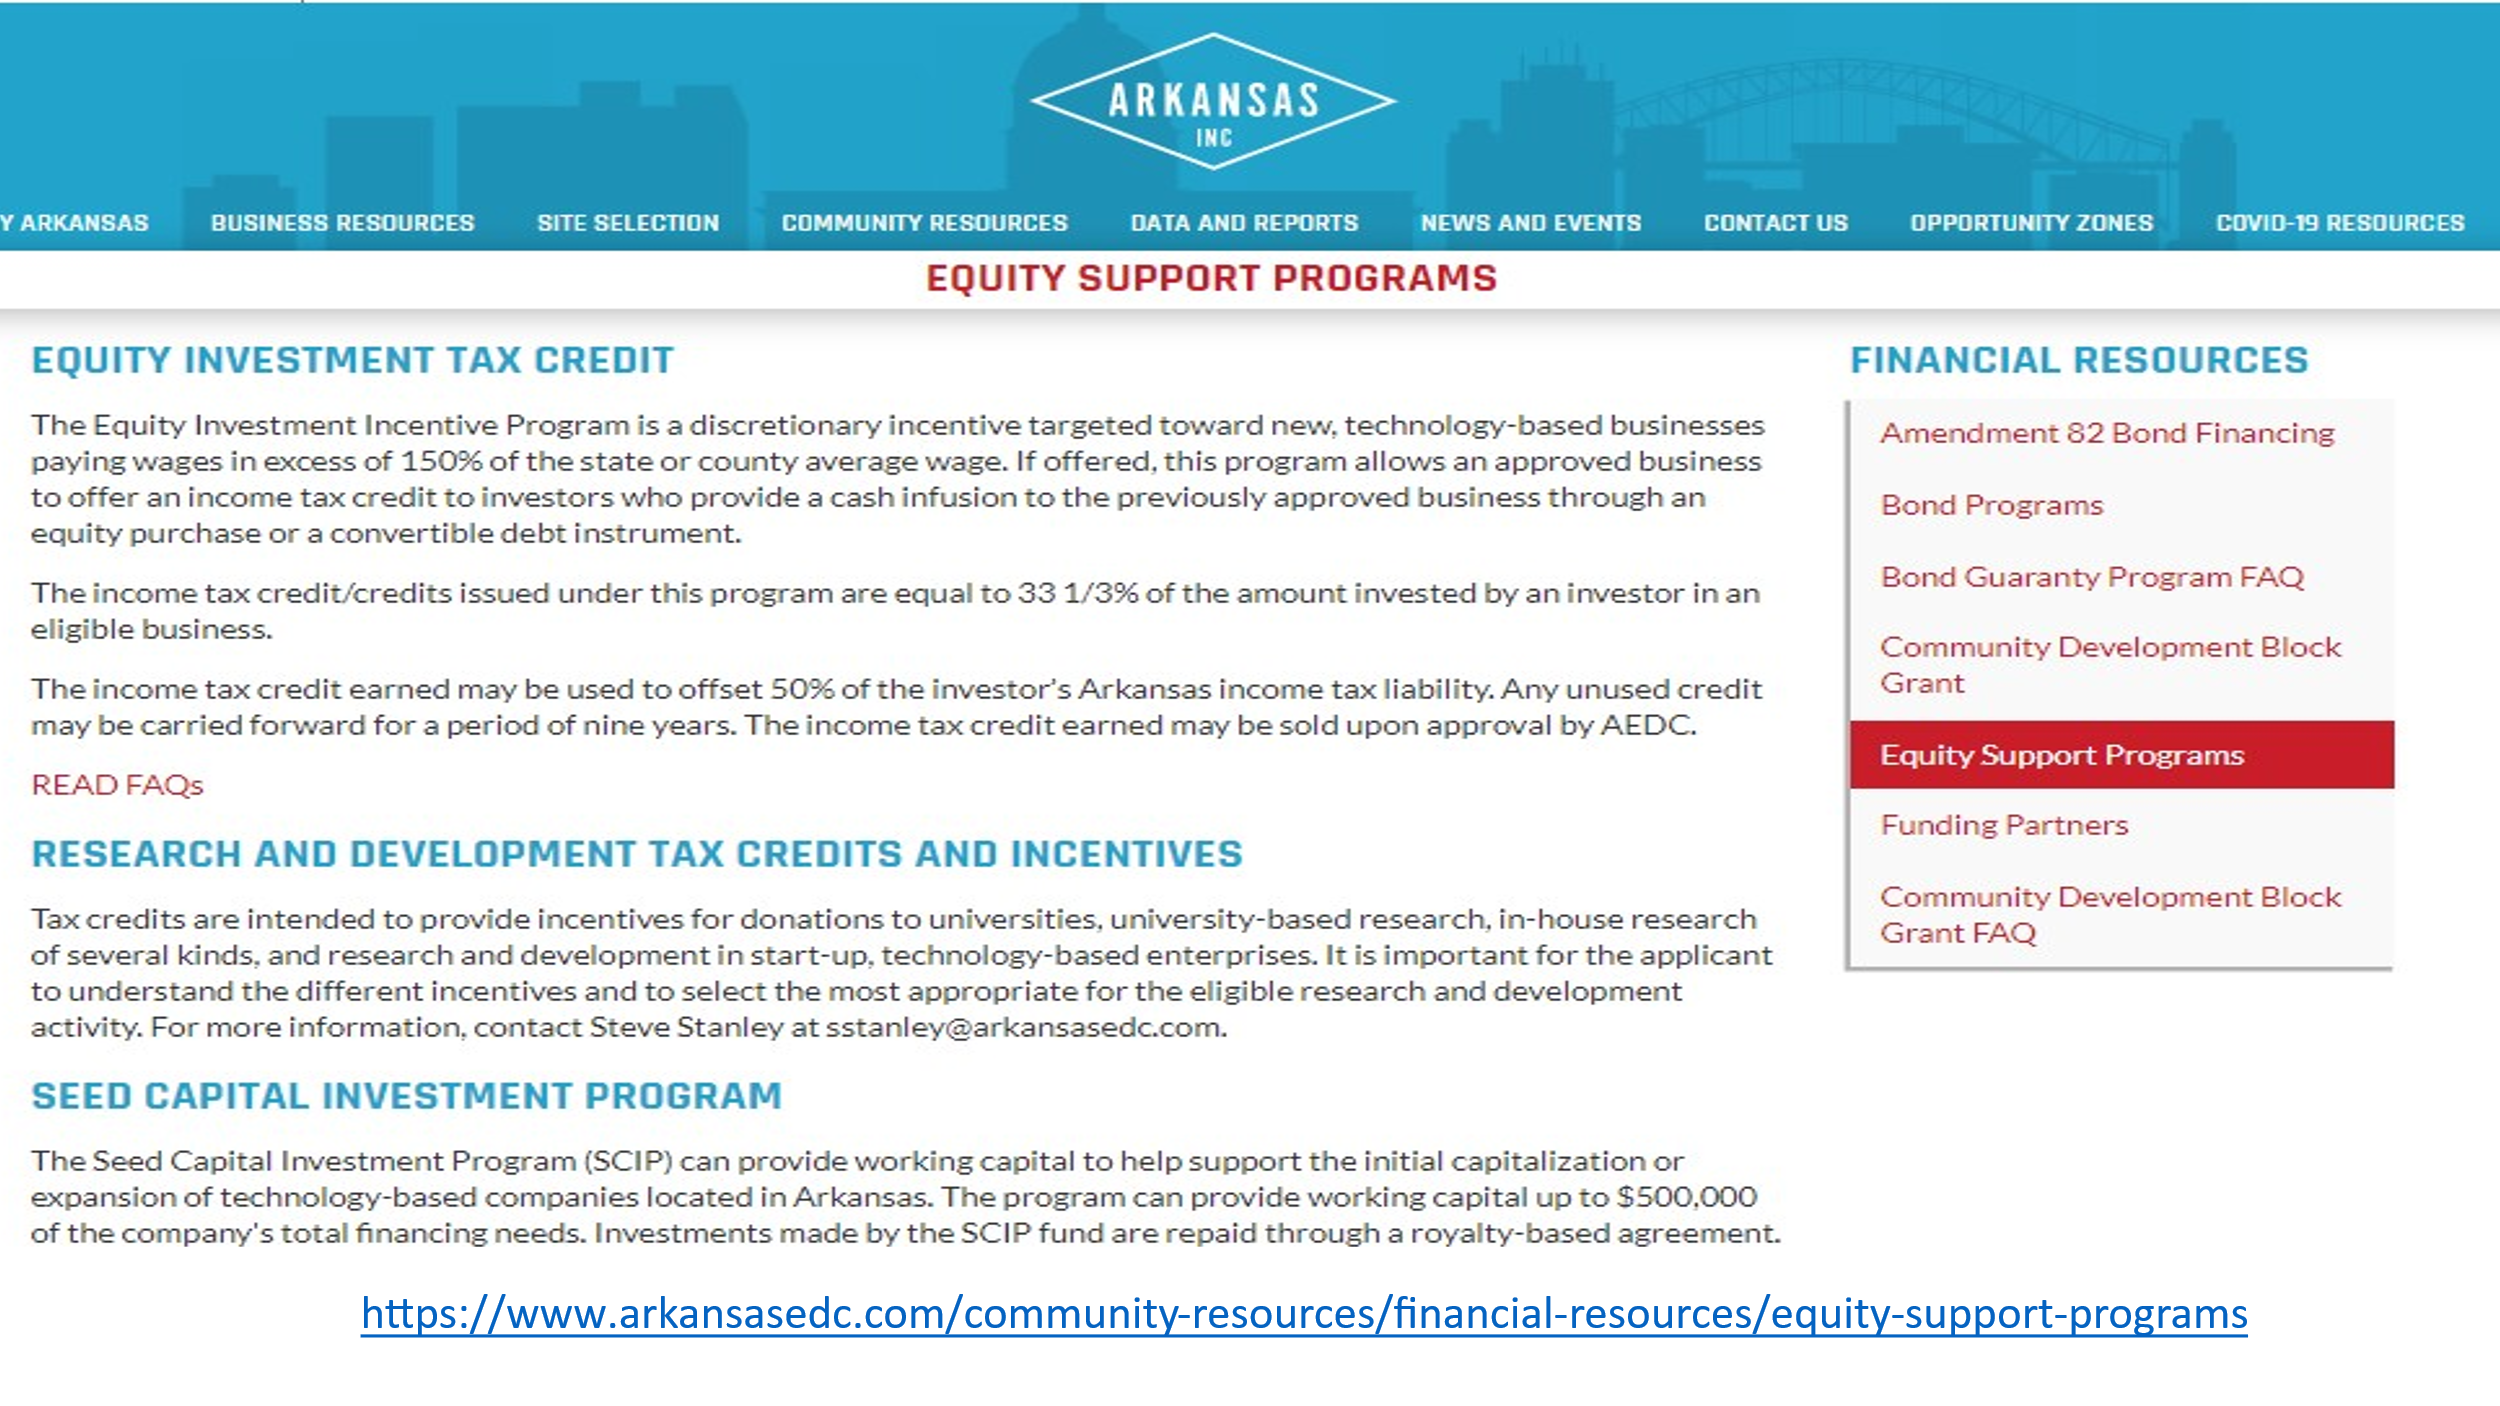 ARKANSAS
INC
Y ARKANSAS BUSINESS RESOURCES SITE SELECTION COMMUNITY RESOURCES DATA AND REPORTS NEWS AND EVENTS CONTACT US OPPORTUNITY ZONES COVID-19 RESOURCES
EQUITY SUPPORT PROGRAMS
EQUITY INVESTMENT TAX CREDIT
The Equity Investment Incentive Program is a discretionary incentive targeted toward new, technology-based businesses
paying wages in excess of 150% of the state or county average wage. If offered, this program allows an approved business
to offer an income tax credit to investors who provide a cash infusion to the previously approved business through an
equity purchase or a convertible debt instrument.
The income tax credit/credits issued under this program are equal to 33 1/3% of the amount invested by an investor in an
eligible business.
The income tax credit earned may be used to offset 50% of the investor's Arkansas income tax liability. Any unused credit
may be carried forward for a period of nine years. The income tax credit earned may be sold upon approval by AEDC.
READ FAQs
RESEARCH AND DEVELOPMENT TAX CREDITS AND INCENTIVES
Tax credits are intended to provide incentives for donations to universities, university-based research, in-house research
of several kinds, and research and development in start-up, technology-based enterprises. It is important for the applicant
to understand the different incentives and to select the most appropriate for the eligible research and development
activity. For more information, contact Steve Stanley at sstanley@arkansasedc.com.
SEED CAPITAL INVESTMENT PROGRAM
The Seed Capital Investment Program (SCIP) can provide working capital to help support the initial capitalization or
expansion of technology-based companies located in Arkansas. The program can provide working capital up to $500,000
of the company's total financing needs. Investments made by the SCIP fund are repaid through a royalty-based agreement.
FINANCIAL RESOURCES
Amendment 82 Bond Financing
Bond Programs
Bond Guaranty Program FAQ
Community Development Block
Grant
Equity Support Programs
Funding Partners
Community Development Block
Grant FAQ
https://www.arkansasedc.com/community-resources/financial-resources/equity-support-programs